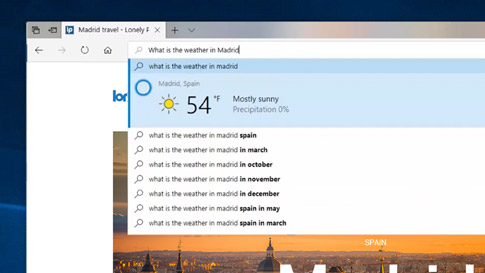 Madrid travel - Lonely P
What is the weather in Madrid
what is the weather in madrid
Madrid, Spain
54 °F
Mostly sunny
Precipitation 0%
lor
what is the weather in madrid spain
what is the weather in madrid in march
what is the weather in madrid in october
what is the weather in madrid in november
what is the weather in madrid in december
what is the weather in madrid spain in may
what is the weather in madrid spain in march
SPAIN